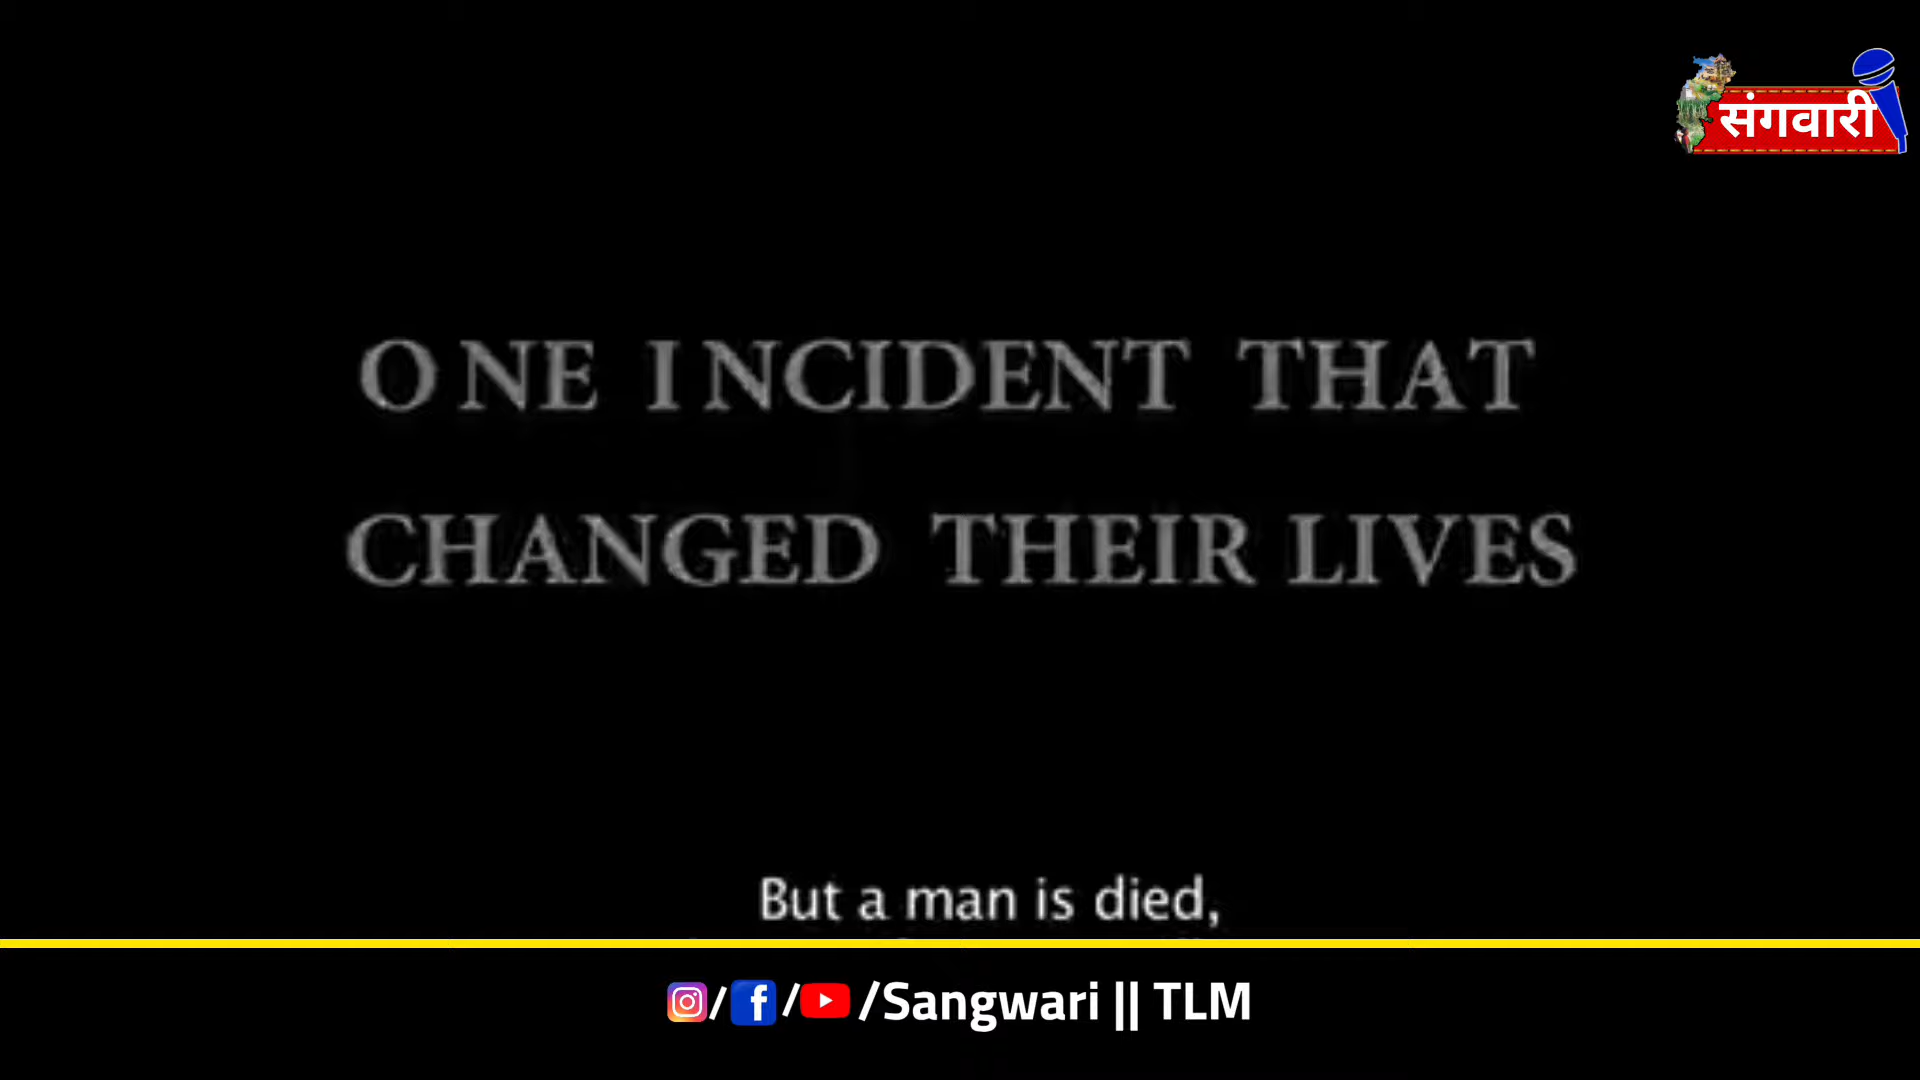 संगवारी
ONE INCIDENT THAT
CHANGED THEIR LIVES
But a man is died,
/ / /Sangwari || TLM